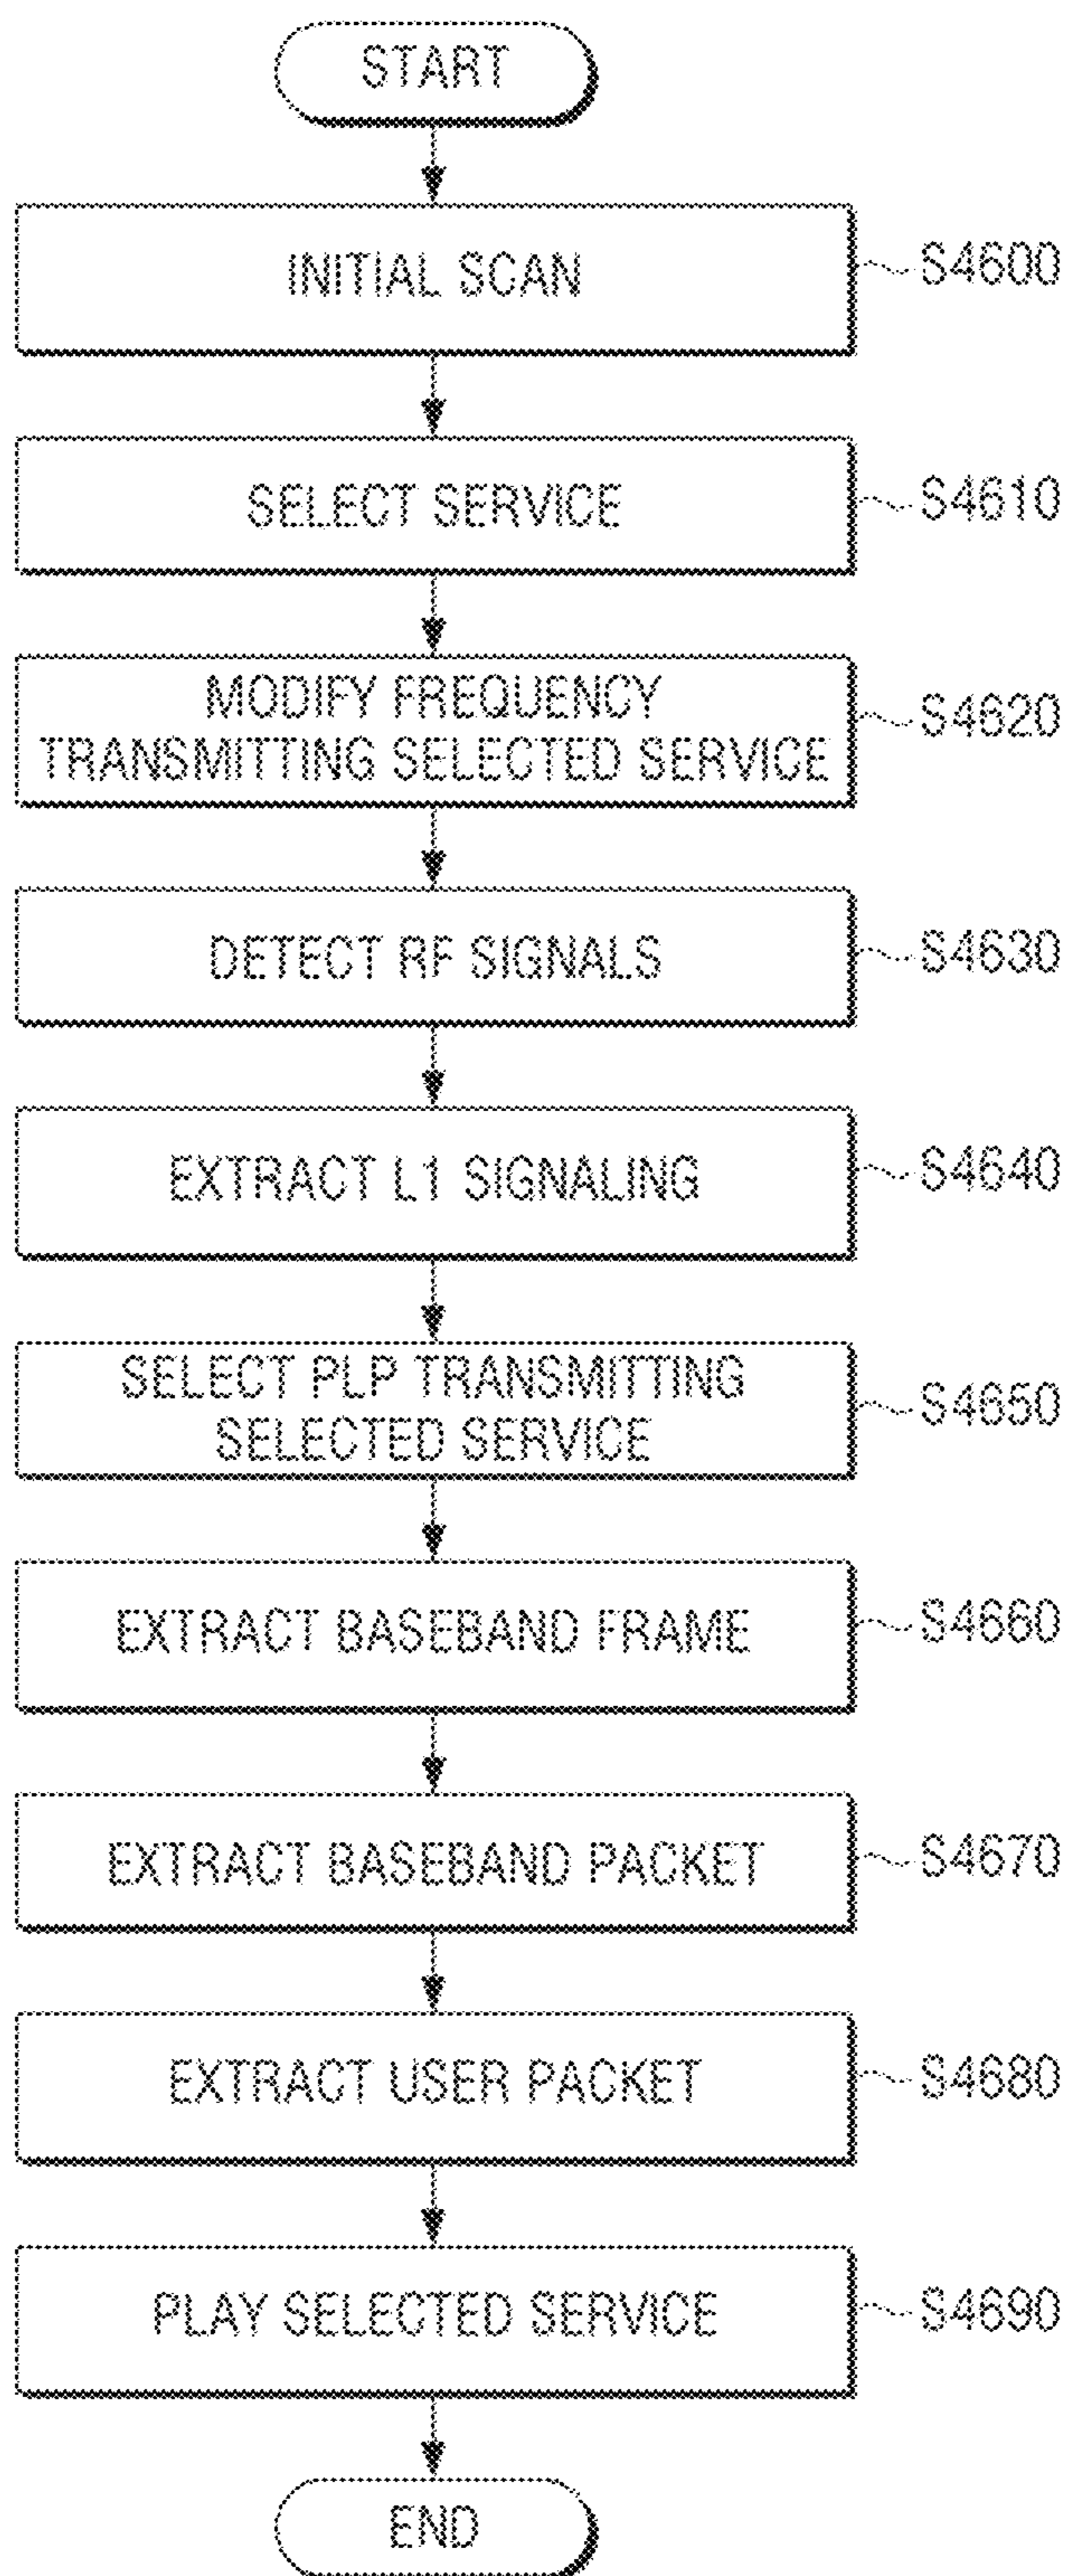 START
INITIAL SCAN
S4600
SELECT SERVICE
S4610
MODIFY FREQUENCY
TRANSMITTING SELECTED SERVICE
S4620
DETECT RF SIGNALS
S4630
EXTRACT L1 SIGNALING
S4640
SELECT PLP TRANSMITTING
SELECTED SERVICE
S4650
EXTRACT BASEBAND FRAME
S4660
EXTRACT BASEBAND PACKET
S4670
EXTRACT USER PACKET
S4680
PLAY SELECTED SERVICE
S4690
END